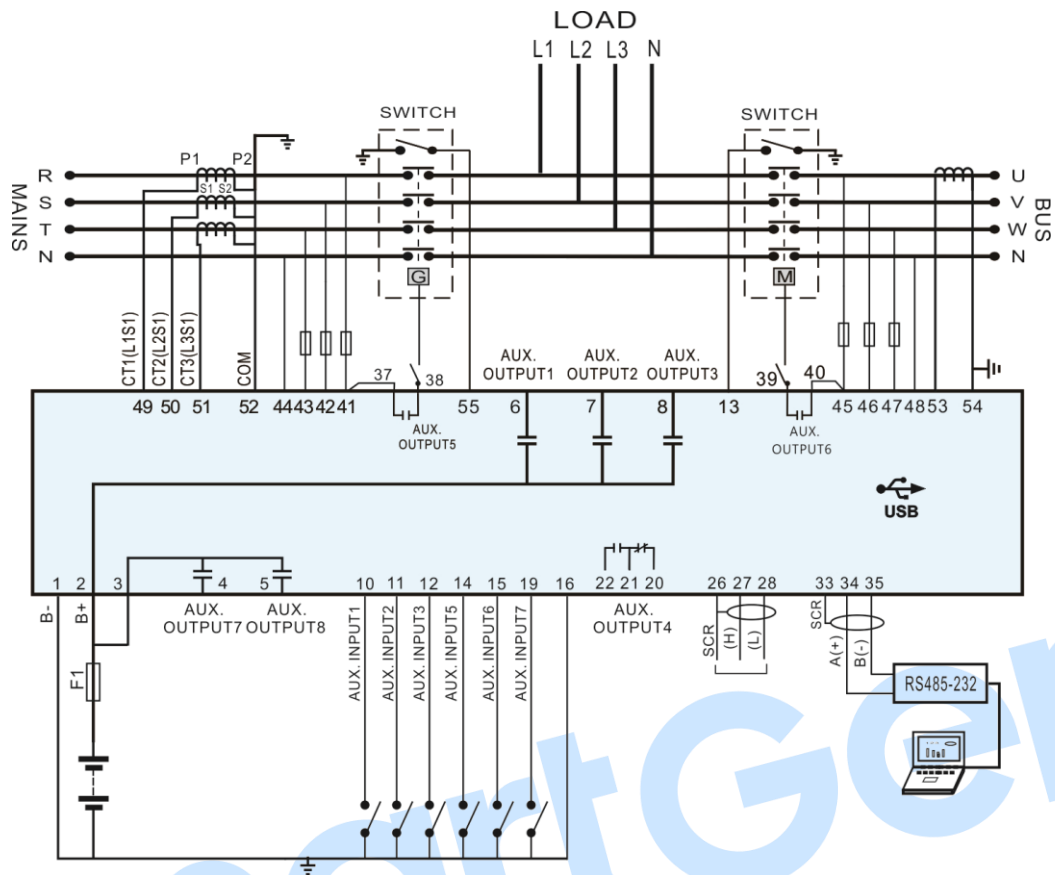 LOAD
L1 L2 L3 N
SWITCH SWITCH
P1 P2
S1 S2
MAINS
R
S
T
N
BUS
U
V
W
N
G M
CT1(L1S1)
CT2(L2S1)
CT3(L3S1)
COM
AUX. OUTPUT1
AUX. OUTPUT2
AUX. OUTPUT3
37 38 39 40
49 50 51 52 44 43 42 41 55 6 7 8 13 45 46 47 48 53 54
AUX. OUTPUT5
AUX. OUTPUT6
USB
1 2 3 4 5 10 11 12 14 15 19 16 22 21 20 26 27 28 33 34 35
B-
B+
F1
AUX. OUTPUT7
AUX. OUTPUT8
AUX. INPUT1
AUX. INPUT2
AUX. INPUT3
AUX. INPUT5
AUX. INPUT6
AUX. INPUT7
AUX. OUTPUT4
SCR
(H)
(L)
SCR
A(+)
B(-)
RS485-232